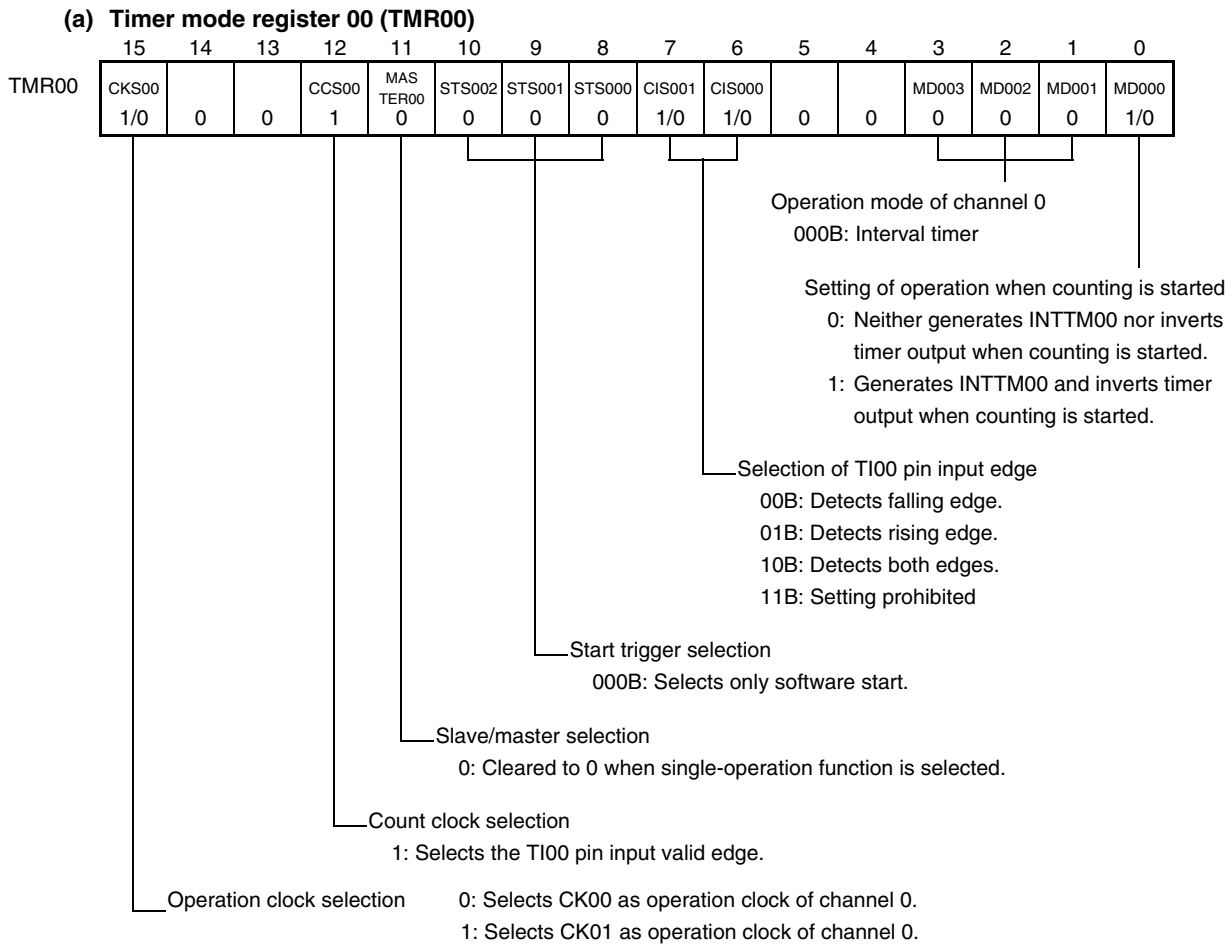 (a) Timer mode register 00 (TMR00)
15 14 13 12 11 10 9 8 7 6 5 4 3 2 1 0
TMR00 CKS00 CCS00 MAS TER00 STS002 STS001 STS000 CIS001 CIS000 MD003 MD002 MD001 MD000
1/0 0 0 1 0 0 0 0 1/0 1/0 0 0 0 0 0 1/0
Operation mode of channel 0
000B: Interval timer
Setting of operation when counting is started
0: Neither generates INTTM00 nor inverts
timer output when counting is started.
1: Generates INTTM00 and inverts timer
output when counting is started.
Selection of TI00 pin input edge
00B: Detects falling edge.
01B: Detects rising edge.
10B: Detects both edges.
11B: Setting prohibited
Start trigger selection
000B: Selects only software start.
Slave/master selection
0: Cleared to 0 when single-operation function is selected.
Count clock selection
1: Selects the TI00 pin input valid edge.
Operation clock selection 0: Selects CK00 as operation clock of channel 0.
1: Selects CK01 as operation clock of channel 0.